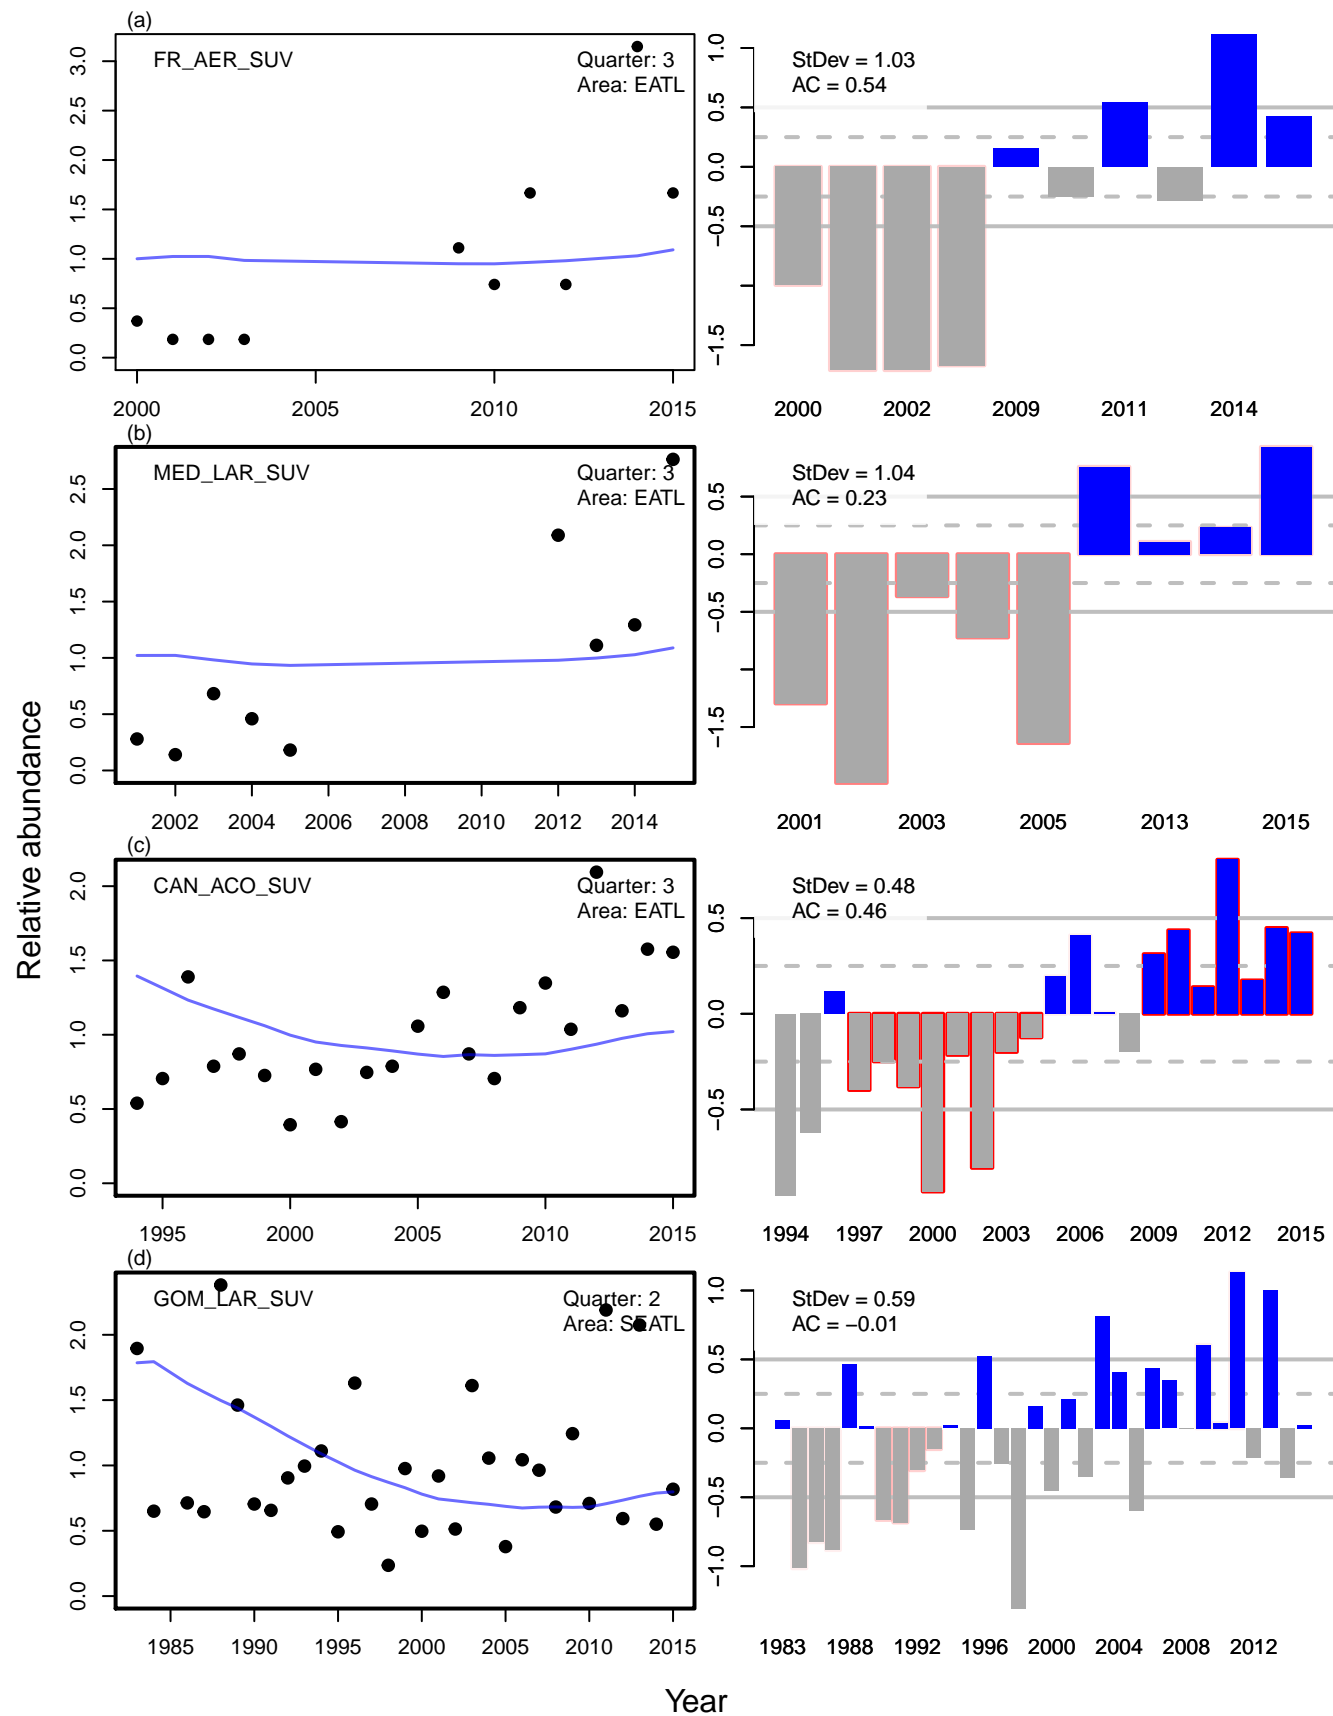 (a)
FR_AER_SUV
Quarter: 3
Area: EATL
0.0 0.5 1.0 1.5 2.0 2.5 3.0
2000 2005 2010 2015
StDev = 1.03
AC = 0.54
−1.5 −0.5 0.0 0.5 1.0
2000 2002 2009 2011 2014
(b)
MED_LAR_SUV
Quarter: 3
Area: EATL
0.0 0.5 1.0 1.5 2.0 2.5
2002 2004 2006 2008 2010 2012 2014
StDev = 1.04
AC = 0.23
−1.5 −0.5 0.0 0.5
2001 2003 2005 2013 2015
(c)
CAN_ACO_SUV
Quarter: 3
Area: EATL
0.0 0.5 1.0 1.5 2.0
1995 2000 2005 2010 2015
StDev = 0.48
AC = 0.46
−0.5 0.0 0.5
1994 1997 2000 2003 2006 2009 2012 2015
(d)
GOM_LAR_SUV
Quarter: 2
Area: SEATL
0.0 0.5 1.0 1.5 2.0
1985 1990 1995 2000 2005 2010 2015
StDev = 0.59
AC = −0.01
−1.0 −0.5 0.0 0.5 1.0
1983 1988 1992 1996 2000 2004 2008 2012
Relative abundance
Year